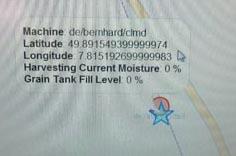 Machine: de/bernhard/clmd
Latitude: 49.891549399999974
Longitude: 7.815192699999983
Harvesting Current Moisture: 0 %
Grain Tank Fill Level: 0 %